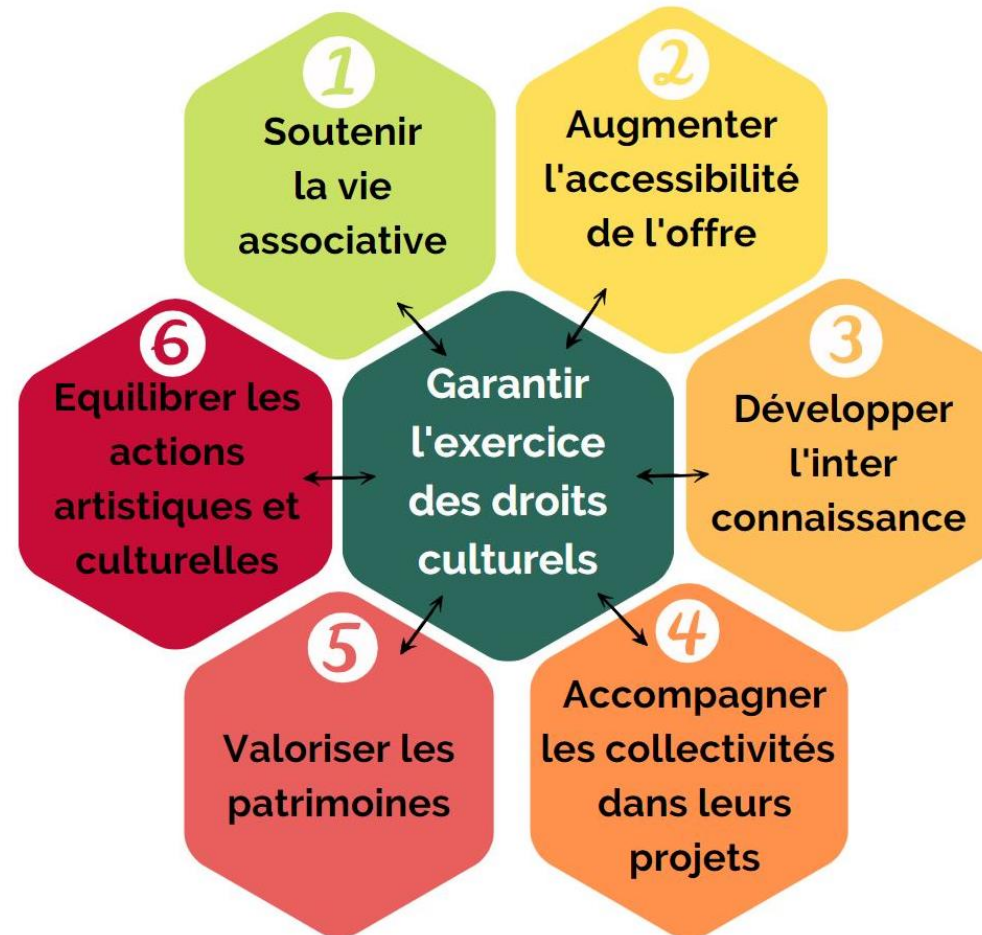 1
Soutenir
la vie
associative
2
Augmenter
l'accessibilité
de l'offre
3
Développer
l'inter
connaissance
4
Accompagner
les collectivités
dans leurs
projets
5
Valoriser les
patrimoines
6
Equilibrer les
actions
artistiques et
culturelles
Garantir
l'exercice
des droits
culturels